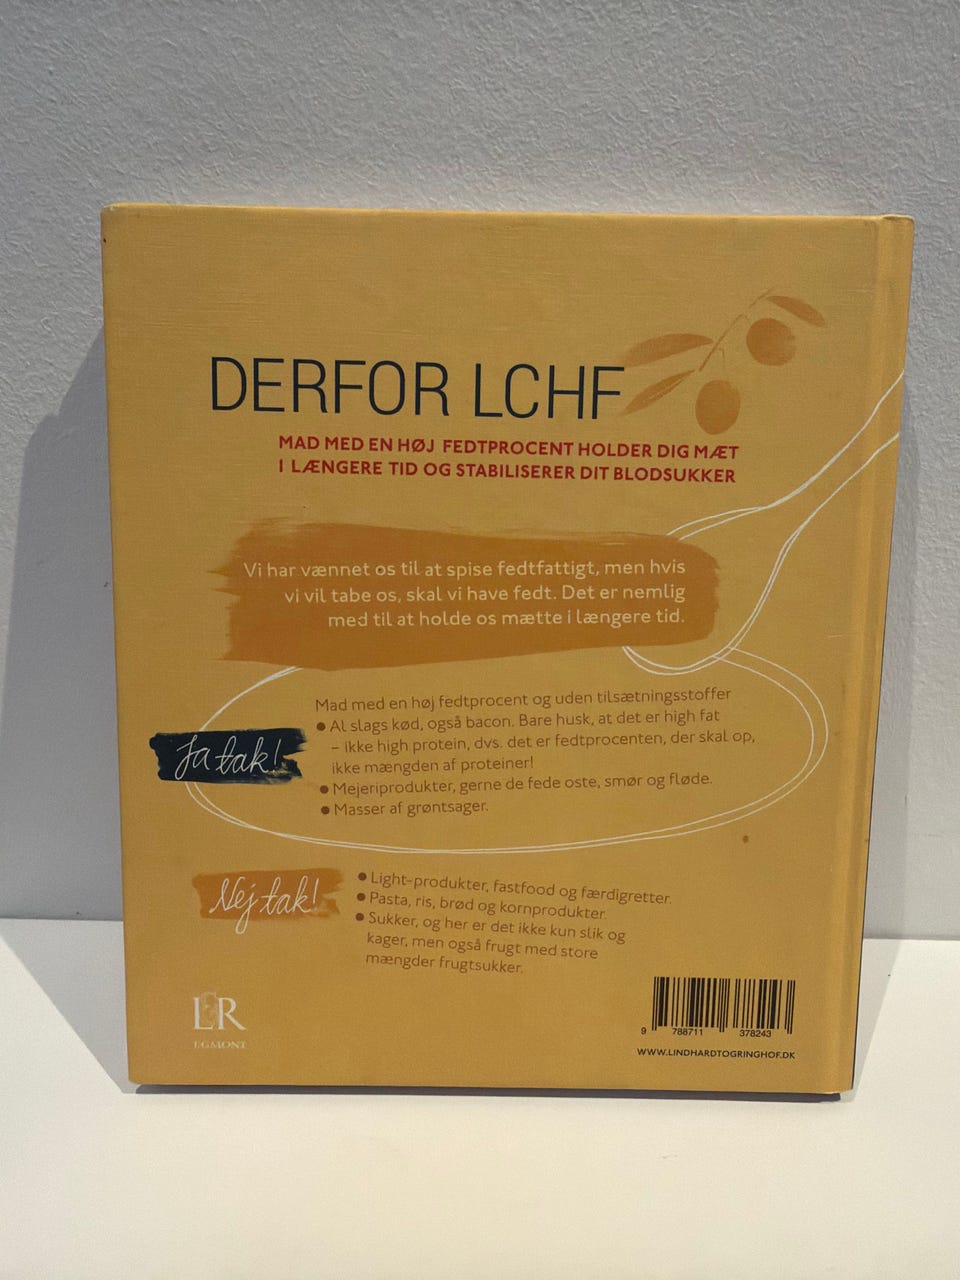 DERFOR LCHF
MAD MED EN HØJ FEDTPROCENT HOLDER DIG MÆT
I LÆNGERE TID OG STABILISERER DIT BLODSUKKER
Vi har vænnet os til at spise fedtfattigt, men hvis
vi vil tabe os, skal vi have fedt. Det er nemlig
med til at holde os mætte i længere tid.
Ja tak!
Mad med en høj fedtprocent og uden tilsætningsstoffer
● Al slags kød, også bacon. Bare husk, at det er high fat
– ikke high protein, dvs. det er fedtprocenten, der skal op,
ikke mængden af proteiner!
● Mejeriprodukter, gerne de fede oste, smør og fløde.
● Masser af grøntsager.
Nej tak!
● Light-produkter, fastfood og færdigretter.
● Pasta, ris, brød og kornprodukter.
● Sukker, og her er det ikke kun slik og
kager, men også frugt med store
mængder frugtsukker.
L&R
EGMONT
9 788711 378243
WWW.LINDHARDTOGRINGHOF.DK